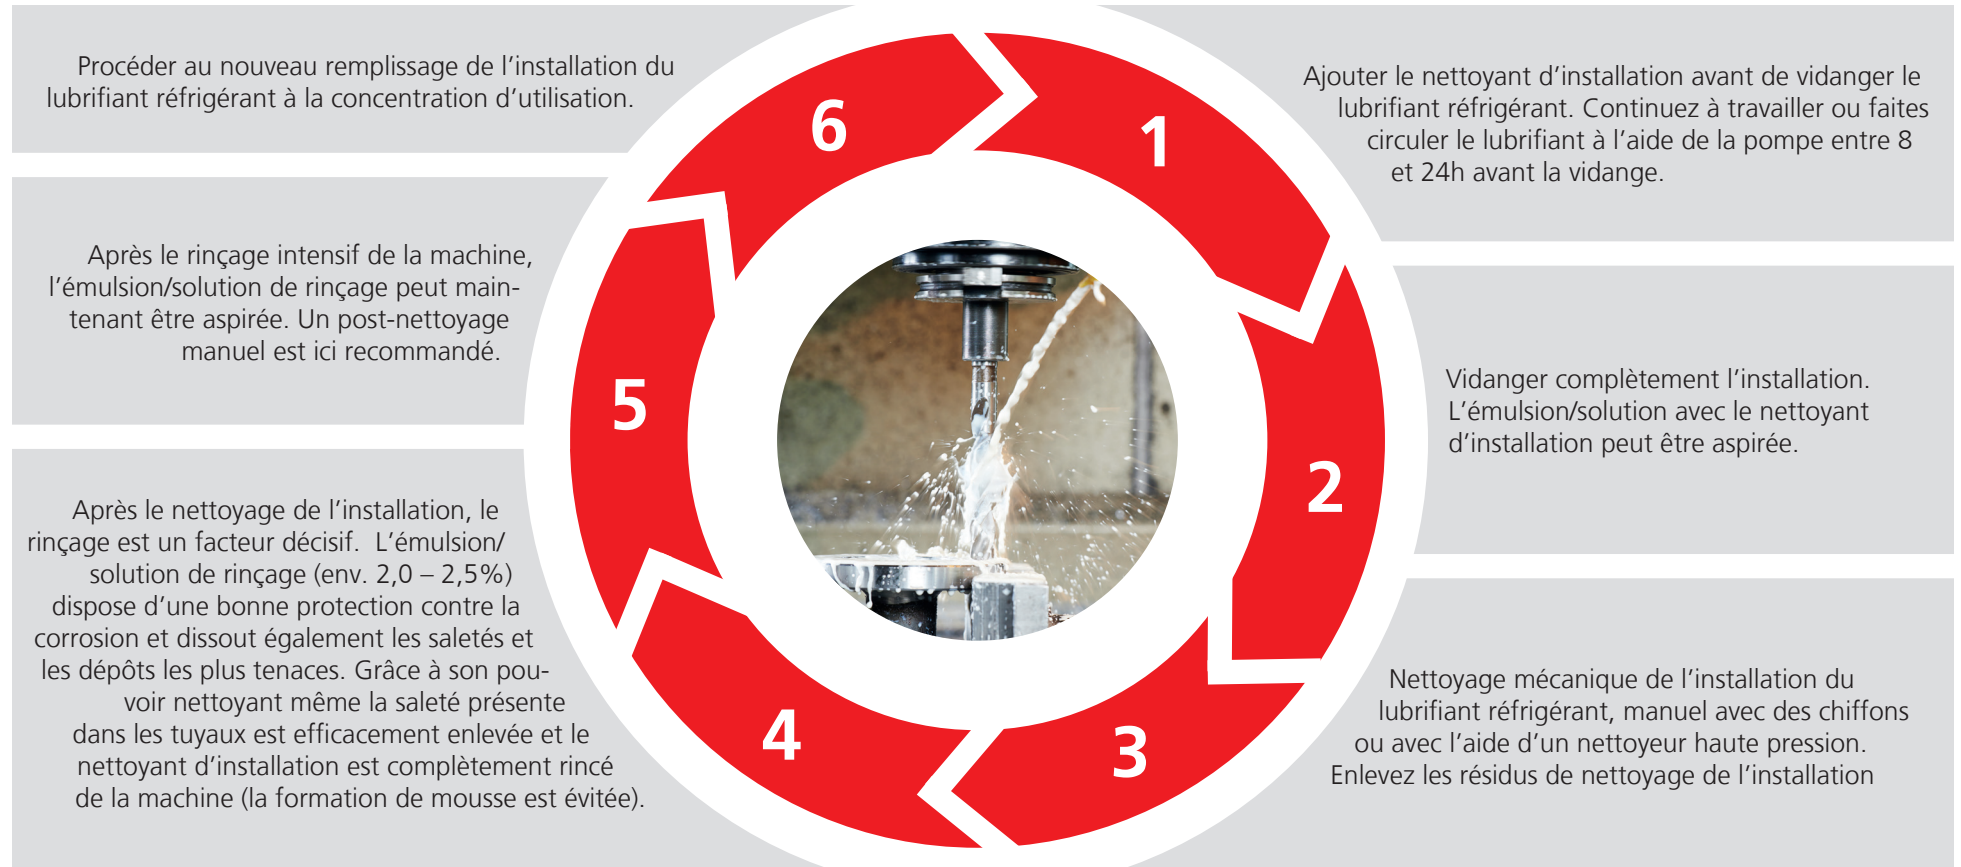 1
Ajouter le nettoyant d’installation avant de vidanger le
lubrifiant réfrigérant. Continuez à travailler ou faites
circuler le lubrifiant à l’aide de la pompe entre 8
et 24h avant la vidange.
2
Vidanger complètement l’installation.
L’émulsion/solution avec le nettoyant
d’installation peut être aspirée.
3
Nettoyage mécanique de l’installation du
lubrifiant réfrigérant, manuel avec des chiffons
ou avec l’aide d’un nettoyeur haute pression.
Enlevez les résidus de nettoyage de l’installation
4
Après le nettoyage de l’installation, le
rinçage est un facteur décisif.  L’émulsion/
solution de rinçage (env. 2,0 – 2,5%)
dispose d’une bonne protection contre la
corrosion et dissout également les saletés et
les dépôts les plus tenaces. Grâce à son pou-
voir nettoyant même la saleté présente
dans les tuyaux est efficacement enlevée et le
nettoyant d’installation est complètement rincé
de la machine (la formation de mousse est évitée).
5
Après le rinçage intensif de la machine,
l’émulsion/solution de rinçage peut main-
tenant être aspirée. Un post-nettoyage
manuel est ici recommandé.
6
Procéder au nouveau remplissage de l’installation du
lubrifiant réfrigérant à la concentration d’utilisation.